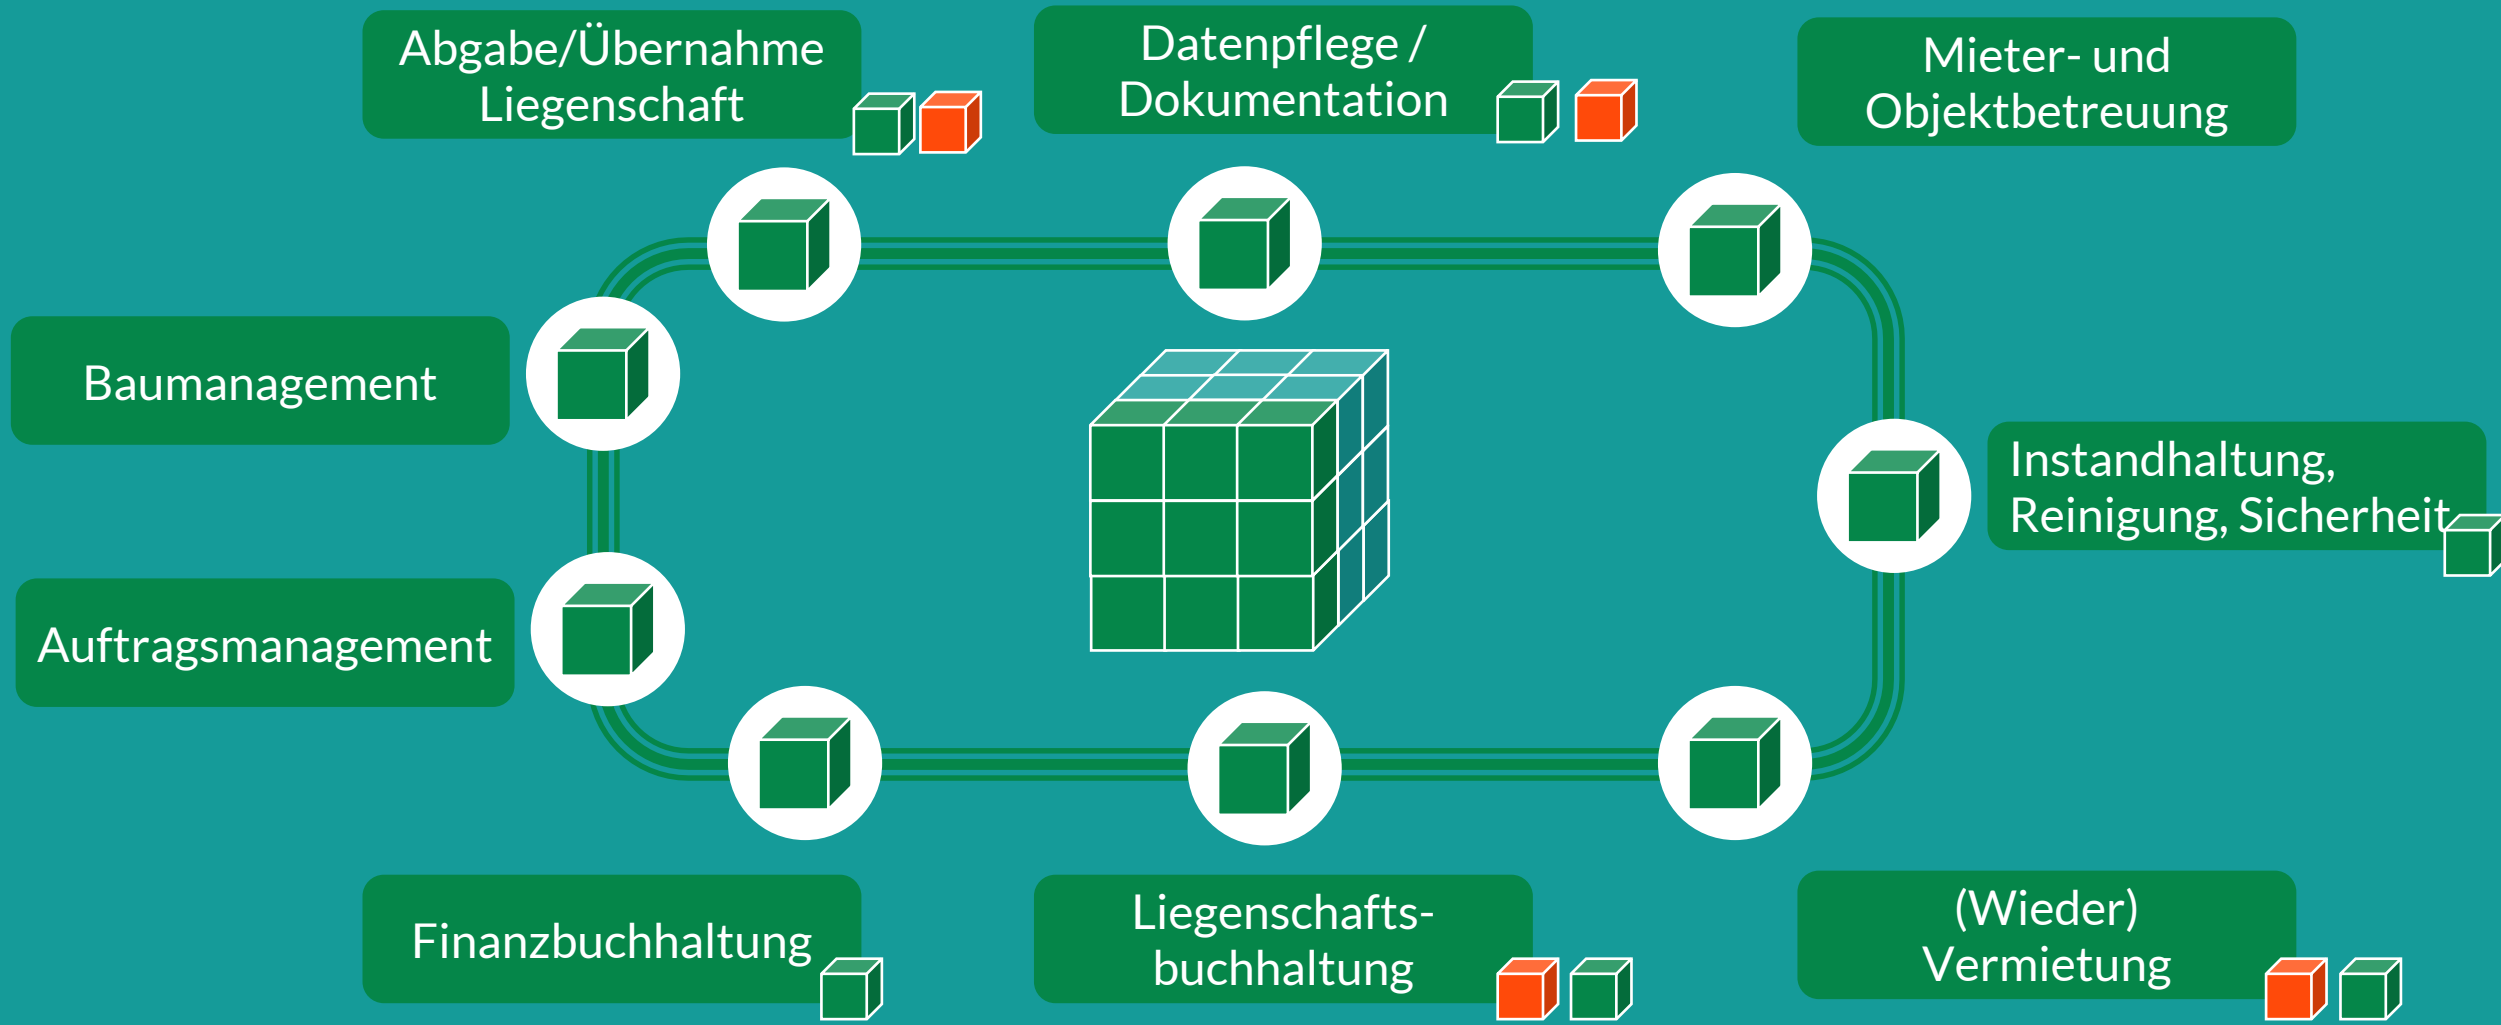 Abgabe/Übernahme
Liegenschaft
Datenpflege /
Dokumentation
Mieter- und
Objektbetreuung
Baumanagement
Instandhaltung,
Reinigung, Sicherheit
Auftragsmanagement
Finanzbuchhaltung
Liegenschafts-
buchhaltung
(Wieder)
Vermietung